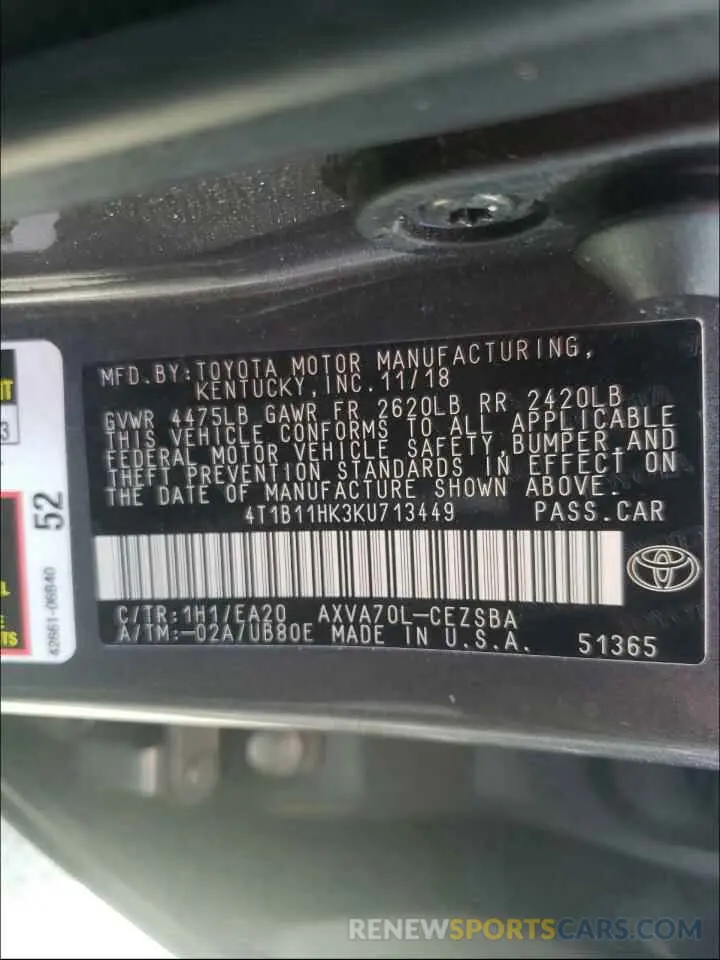 MFD.BY:TOYOTA MOTOR MANUFACTURING,
KENTUCKY,INC.11/18
GVWR 4475LB GAWR FR 2620LB RR 2420LB
THIS VEHICLE CONFORMS TO ALL APPLICABLE
FEDERAL MOTOR VEHICLE SAFETY,BUMPER,AND
THEFT PREVENTION STANDARDS IN EFFECT ON
THE DATE OF MANUFACTURE SHOWN ABOVE.
4T1B11HK3KU713449 PASS.CAR
C/TR:1H1/EA20 AXVA70L-CEZSBA
A/TM:-02A/UB80E MADE IN U.S.A. 51365
52
42661-06840
RENEWSPORTSCARS.COM